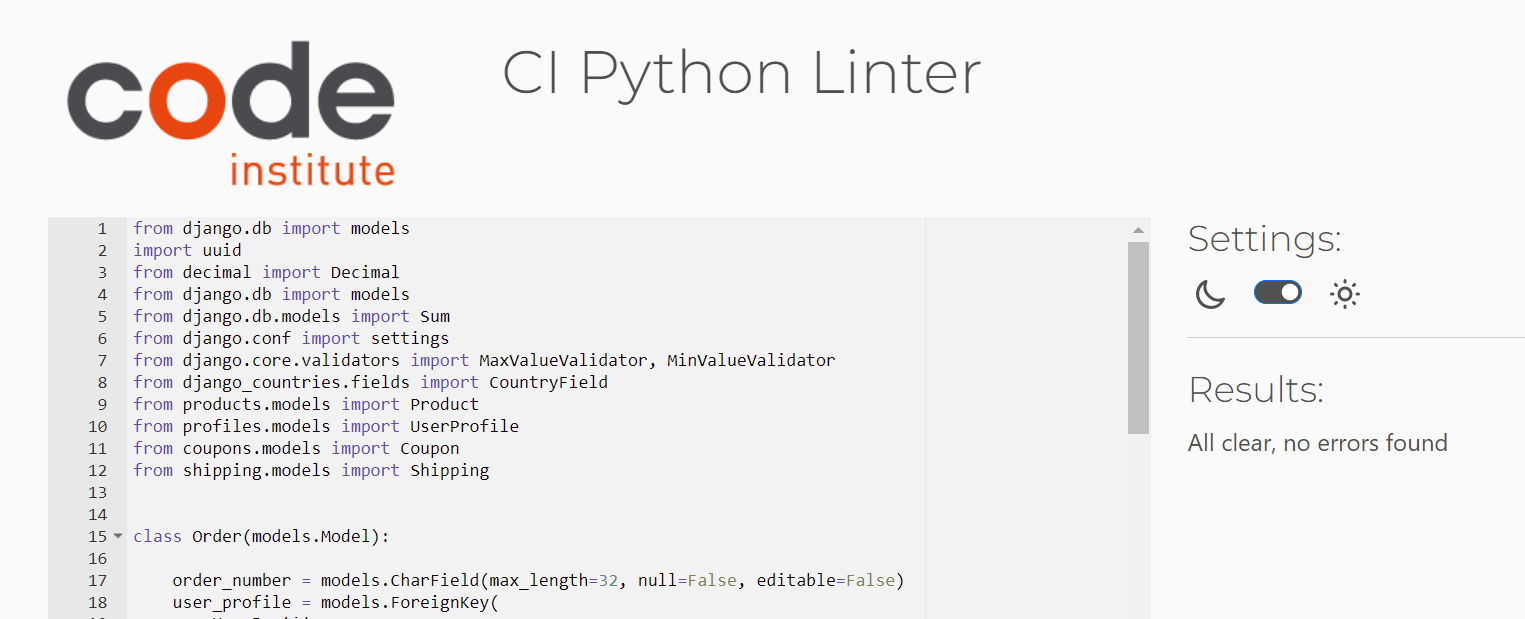 code
institute
CI Python Linter
1 from django.db import models
2 import uuid
3 from decimal import Decimal
4 from django.db import models
5 from django.db.models import Sum
6 from django.conf import settings
7 from django.core.validators import MaxValueValidator, MinValueValidator
8 from django_countries.fields import CountryField
9 from products.models import Product
10 from profiles.models import UserProfile
11 from coupons.models import Coupon
12 from shipping.models import Shipping
13
14
15 class Order(models.Model):
16
17 order_number = models.CharField(max_length=32, null=False, editable=False)
18 user_profile = models.ForeignKey(
Settings:
Results:
All clear, no errors found